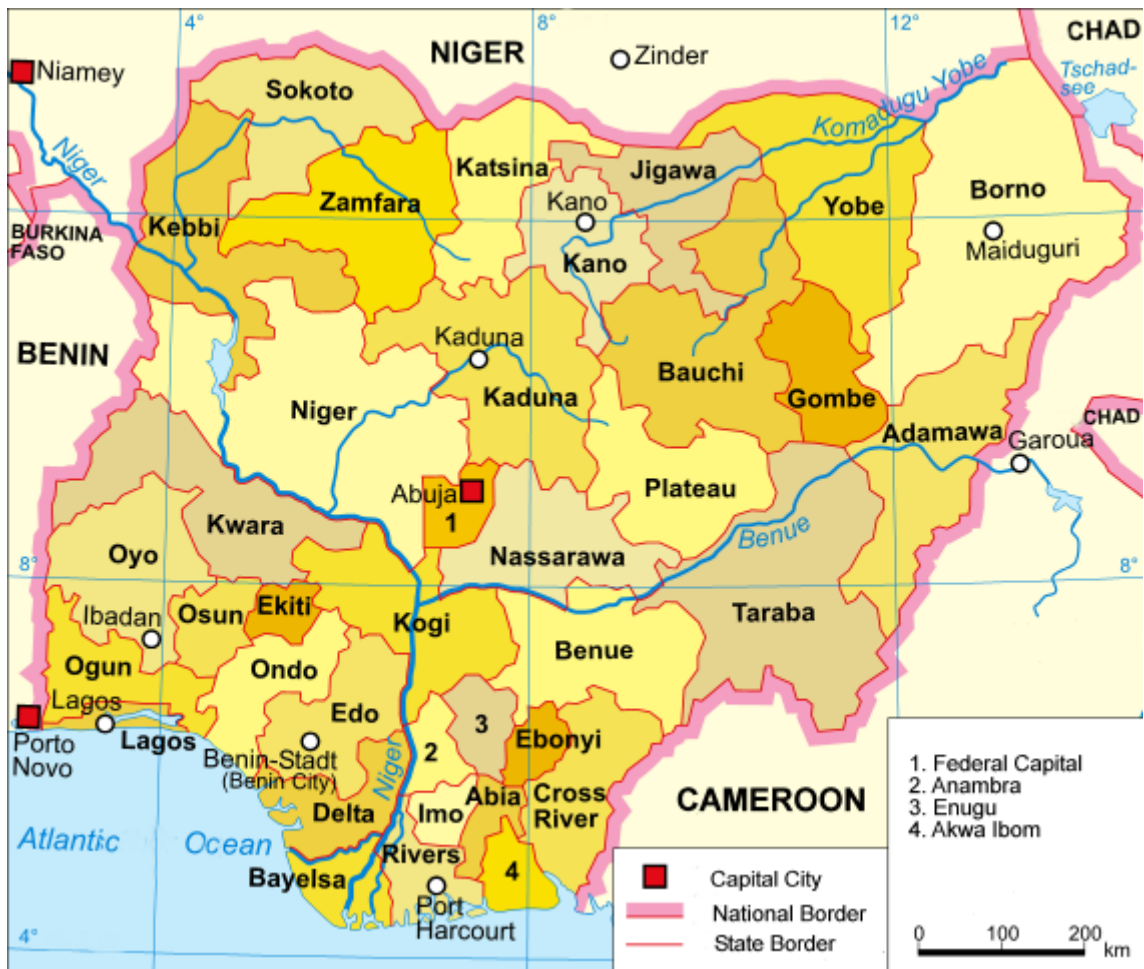 4°
8°
12°
NIGER
CHAD
Zinder
Niamey
Tschad-
see
Sokoto
Komadugu Yobe
Niger
Katsina
Jigawa
Zamfara
Borno
Kano
Yobe
Kebbi
BURKINA
FASO
Maiduguri
Kano
Kaduna
BENIN
Bauchi
Kaduna
Niger
Gombe
CHAD
Adamawa
Garoua
Abuja
Plateau
1
Kwara
Benue
Oyo
Nassarawa
8°
8°
Ekiti
Ibadan
Osun
Kogi
Taraba
Benue
Ondo
Ogun
Lagos
Edo
3
Lagos
Ebonyi
Porto
Novo
Benin-Stadt
(Benin City)
2
Niger
Abia
Cross
River
CAMEROON
Delta
Imo
Atlantic Ocean
Rivers
4
Bayelsa
Port
Harcourt
4°
1. Federal Capital
2. Anambra
3. Enugu
4. Akwa Ibom
Capital City
National Border
State Border
0 100 200 km